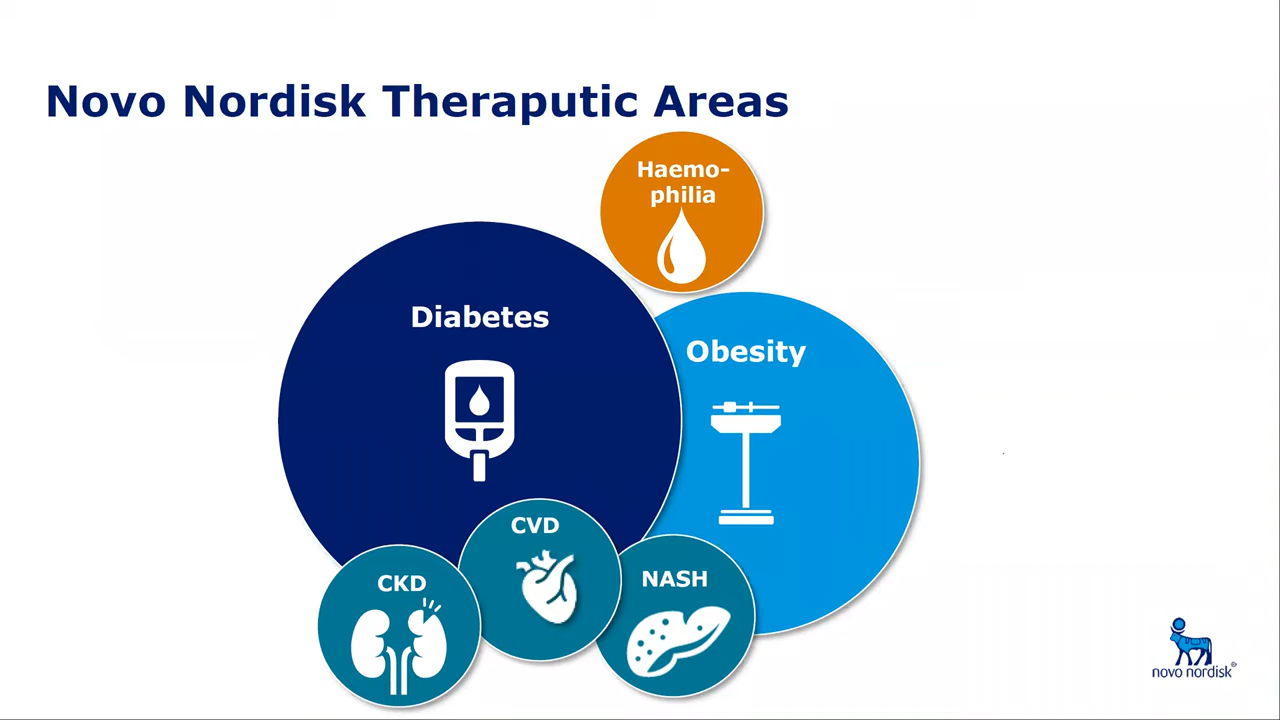 Novo Nordisk Theraputic Areas
Haemo-
philia
Diabetes
Obesity
CVD
CKD
NASH
novo nordisk®